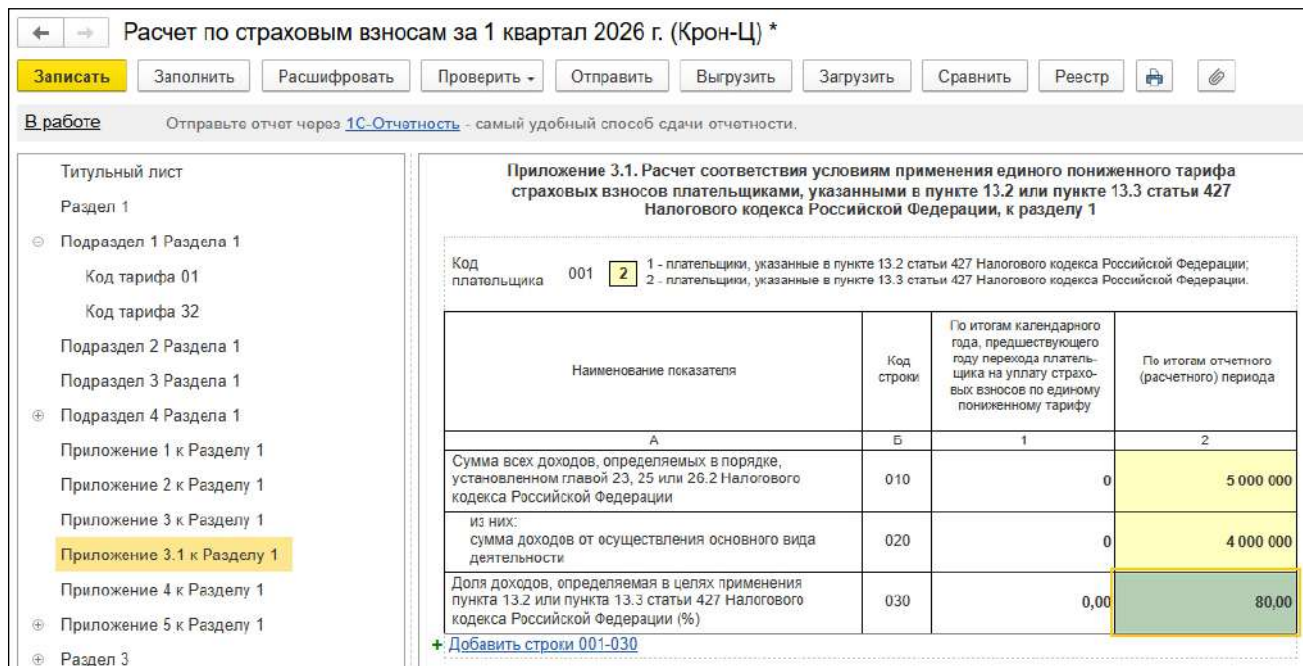 Расчет по страховым взносам за 1 квартал 2026 г. (Крон-Ц) *
Записать Заполнить Расшифровать Проверить Отправить Выгрузить Загрузить Сравнить Реестр
В работе Отправьте отчет через 1С-Отчетность - самый удобный способ сдачи отчетности.
Титульный лист
Раздел 1
Подраздел 1 Раздела 1
Код тарифа 01
Код тарифа 32
Подраздел 2 Раздела 1
Подраздел 3 Раздела 1
Подраздел 4 Раздела 1
Приложение 1 к Разделу 1
Приложение 2 к Разделу 1
Приложение 3 к Разделу 1
Приложение 3.1 к Разделу 1
Приложение 4 к Разделу 1
Приложение 5 к Разделу 1
Раздел 3
Приложение 3.1. Расчет соответствия условиям применения единого пониженного тарифа
страховых взносов плательщиками, указанными в пункте 13.2 или пункте 13.3 статьи 427
Налогового кодекса Российской Федерации, к разделу 1
Код
плательщика 001 2
1 - плательщики, указанные в пункте 13.2 статьи 427 Налогового кодекса Российской Федерации;
2 - плательщики, указанные в пункте 13.3 статьи 427 Налогового кодекса Российской Федерации.
Наименование показателя
Код
строки
По итогам календарного
года, предшествующего
году перехода платель-
щика на уплату страхо-
вых взносов по единому
пониженному тарифу
По итогам отчетного
(расчетного) периода
А Б 1 2
Сумма всех доходов, определяемых в порядке,
установленном главой 23, 25 или 26.2 Налогового
кодекса Российской Федерации
010 0 5 000 000
из них:
сумма доходов от осуществления основного вида
деятельности
020 0 4 000 000
Доля доходов, определяемая в целях применения
пункта 13.2 или пункта 13.3 статьи 427 Налогового
кодекса Российской Федерации (%)
030 0,00 80,00
Добавить строки 001-030